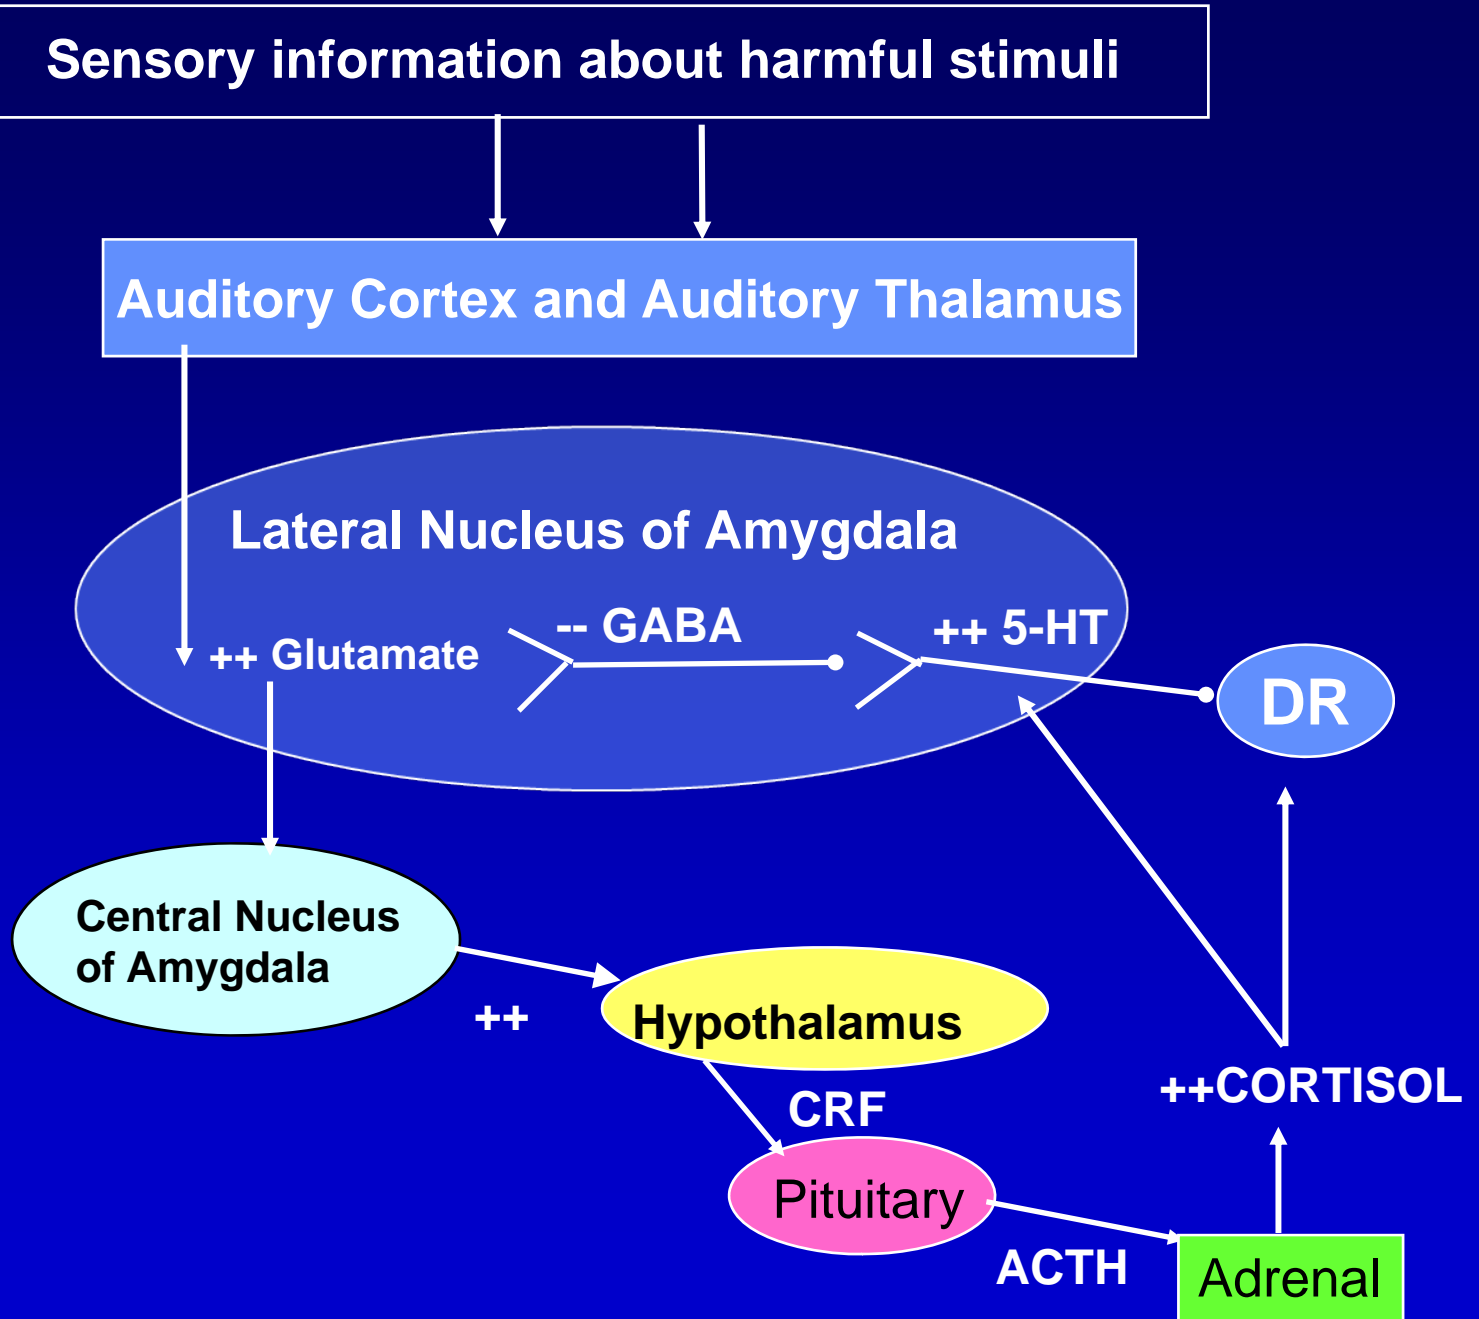 Sensory information about harmful stimuli
Auditory Cortex and Auditory Thalamus
Lateral Nucleus of Amygdala
++ Glutamate
-- GABA
++ 5-HT
DR
Central Nucleus
of Amygdala
++
Hypothalamus
CRF
++CORTISOL
Pituitary
ACTH
Adrenal